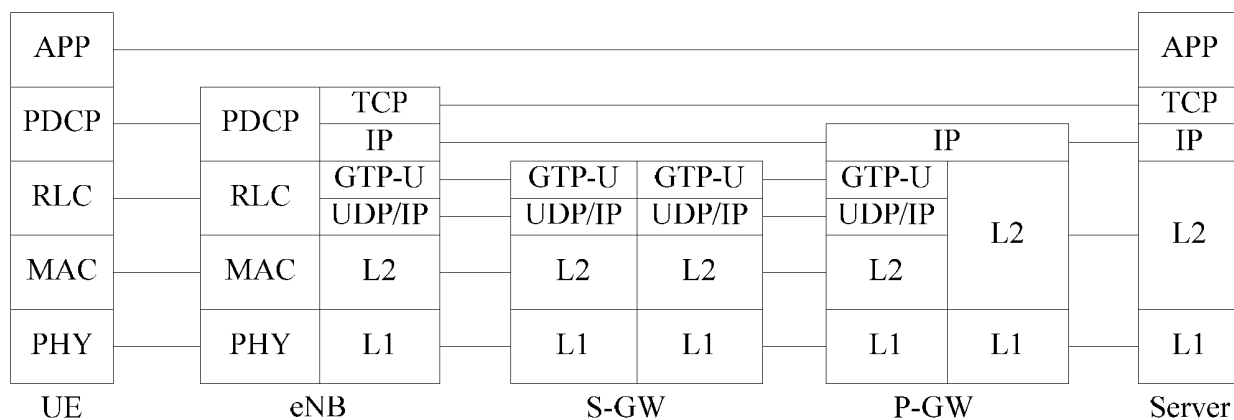 APP APP
PDCP PDCP TCP TCP
IP IP IP
RLC RLC GTP-U GTP-U GTP-U GTP-U
UDP/IP UDP/IP UDP/IP UDP/IP
L2 L2
MAC MAC L2 L2 L2 L2
PHY PHY L1 L1 L1 L1 L1 L1
UE eNB S-GW P-GW Server